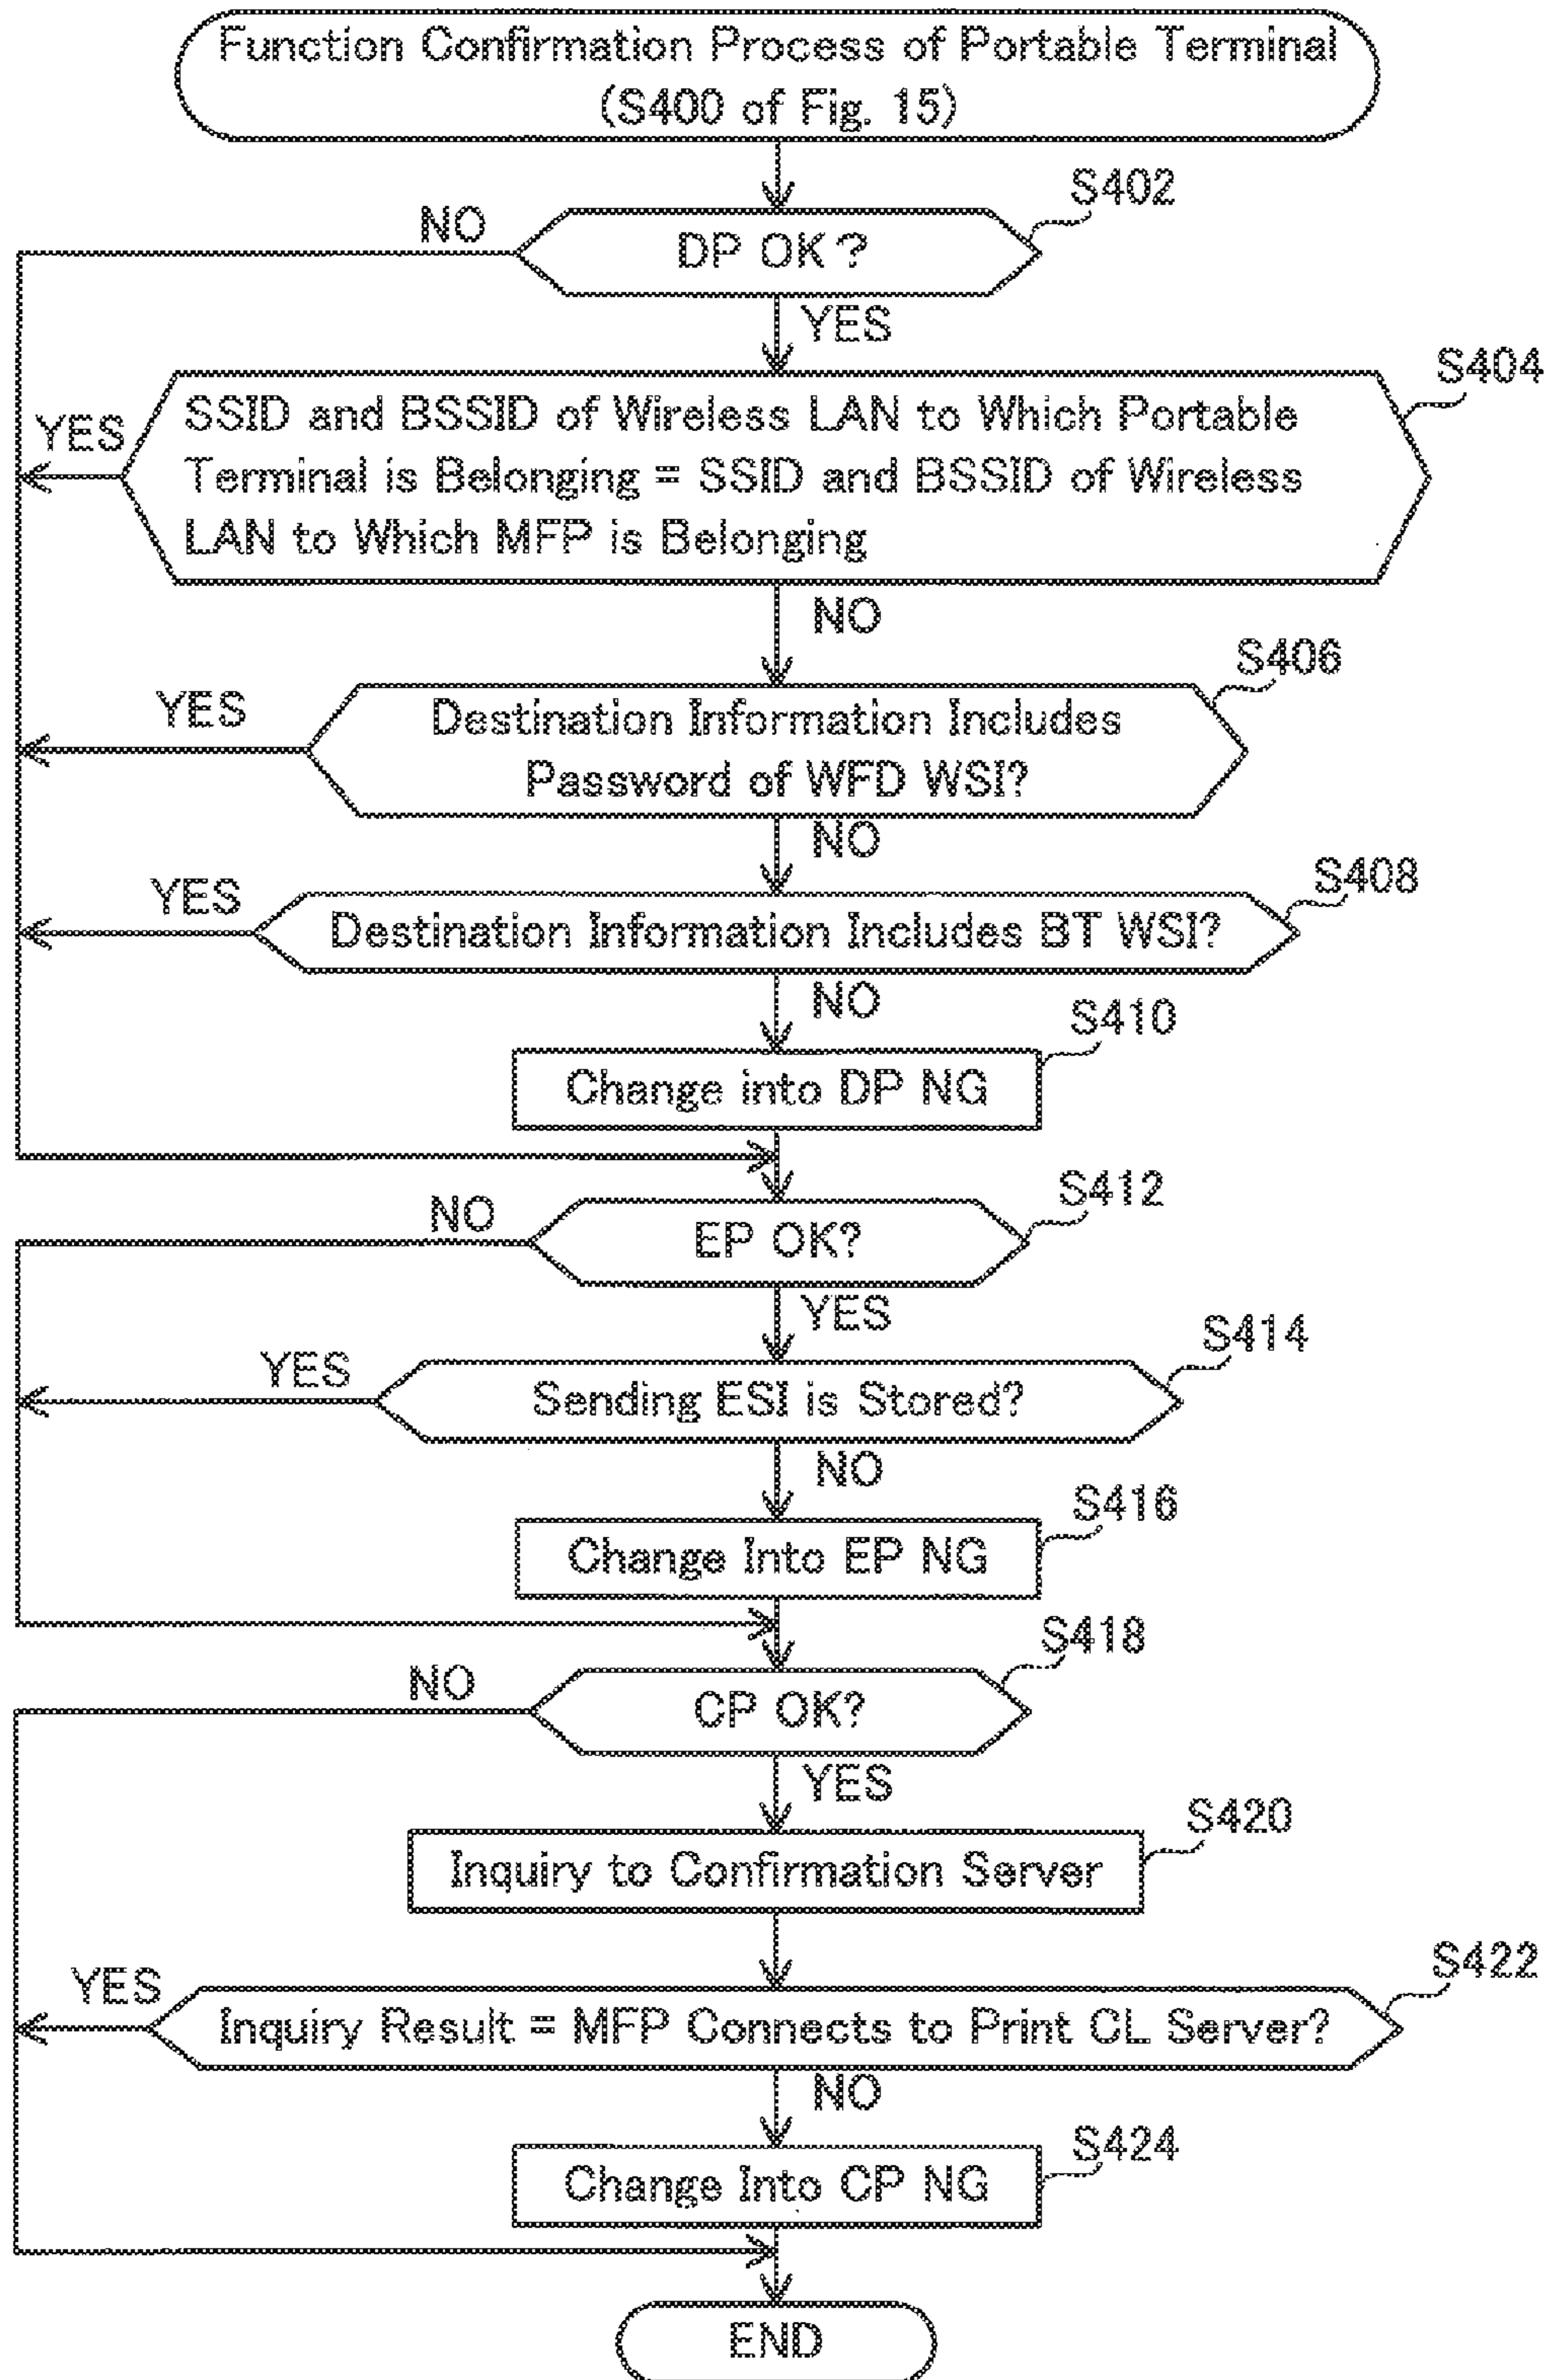 Function Confirmation Process of Portable Terminal
(S400 of Fig. 15)
S402
NO
DP OK ?
YES
S404
YES
SSID and BSSID of Wireless LAN to Which Portable
Terminal is Belonging = SSID and BSSID of Wireless
LAN to Which MFP is Belonging
NO
S406
YES
Destination Information Includes
Password of WFD WSI?
NO
S408
YES
Destination Information Includes BT WSI?
NO
S410
Change into DP NG
S412
NO
EP OK?
YES
S414
YES
Sending ESI is Stored?
NO
S416
Change Into EP NG
S418
NO
CP OK?
YES
S420
Inquiry to Confirmation Server
S422
YES
Inquiry Result = MFP Connects to Print CL Server?
NO
S424
Change Into CP NG
END